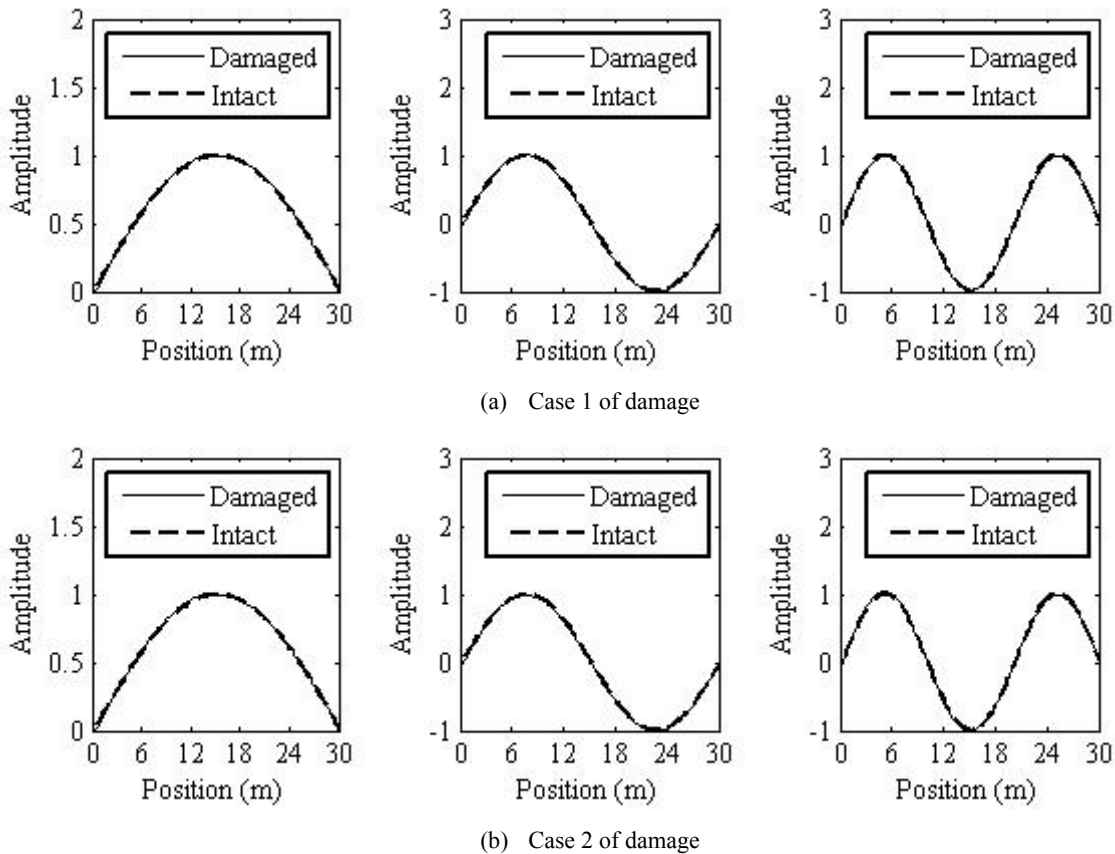 2
1.5
1
0.5
0
Amplitude
Damaged
Intact
0 6 12 18 24 30
Position (m)
3
2
1
0
-1
Amplitude
Damaged
Intact
0 6 12 18 24 30
Position (m)
3
2
1
0
-1
Amplitude
Damaged
Intact
0 6 12 18 24 30
Position (m)
(a) Case 1 of damage
2
1.5
1
0.5
0
Amplitude
Damaged
Intact
0 6 12 18 24 30
Position (m)
3
2
1
0
-1
Amplitude
Damaged
Intact
0 6 12 18 24 30
Position (m)
3
2
1
0
-1
Amplitude
Damaged
Intact
0 6 12 18 24 30
Position (m)
(b) Case 2 of damage